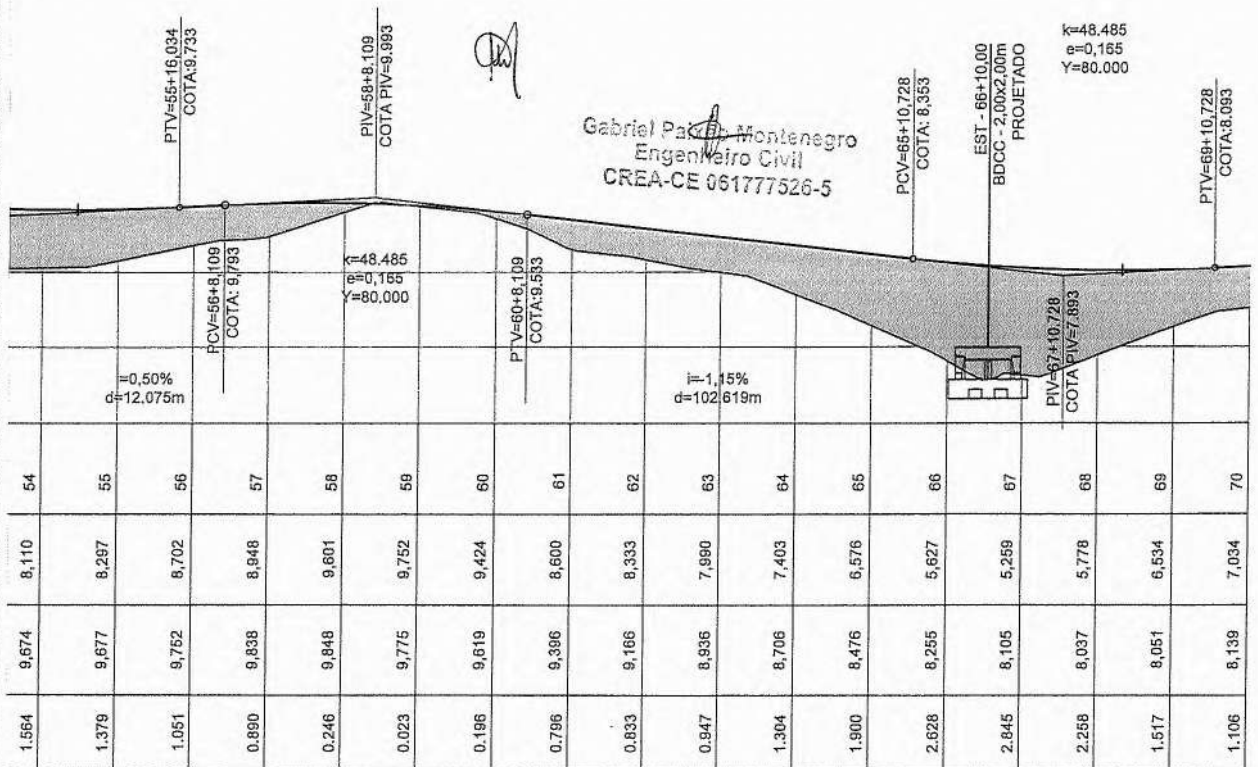 PTV=55+16,034
COTA:9.733
PIV=58+8,109
COTA PIV=9.993
Gabriel Paixão Montenegro
Engenheiro Civil
CREA-CE 061777526-5
PCV=65+10,728
COTA: 8,353
EST - 66+10,00
BDCC - 2,00x2,00m
PROJETADO
k=48.485
e=0,165
Y=80.000
PTV=69+10,728
COTA:8.093
PCV=56+8,109
COTA: 9,793
k=48.485
e=0,165
Y=80.000
PTV=60+8,109
COTA:9.533
PIV=67+10.728
COTA PIV=7.893
=0,50%
d=12,075m
i=-1,15%
d=102.619m
54 55 56 57 58 59 60 61 62 63 64 65 66 67 68 69 70
8,110 8,297 8,702 8,948 9,601 9,752 9,424 8,600 8,333 7,990 7,403 6,576 5,627 5,259 5,778 6,534 7,034
9,674 9,677 9,752 9,838 9,848 9,775 9,619 9,396 9,166 8,936 8,706 8,476 8,255 8,105 8,037 8,051 8,139
1.564 1.379 1.051 0.890 0.246 0.023 0.196 0.796 0.833 0.947 1.304 1.900 2.628 2.845 2.258 1.517 1.106